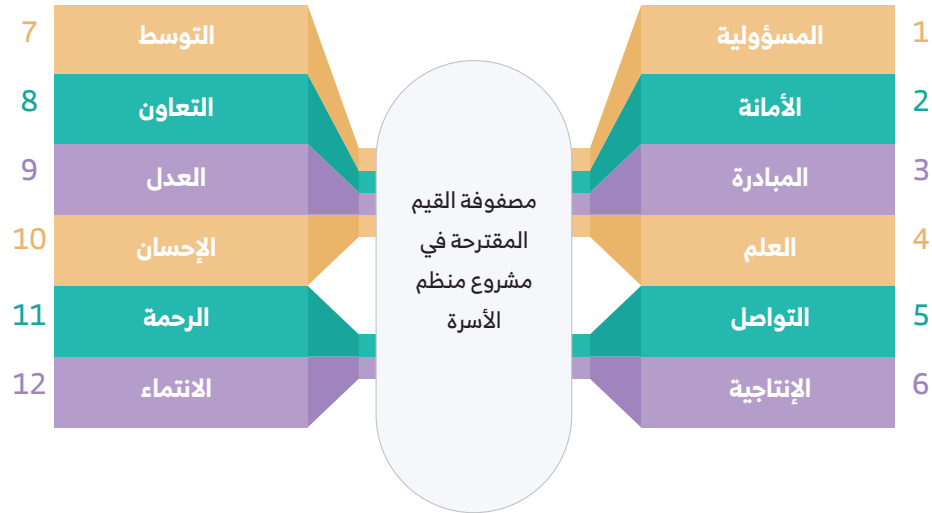 مصفوفة القيم
المقترحة في
مشروع منظم
الأسرة
1 المسؤولية
2 الأمانة
3 المبادرة
4 العلم
5 التواصل
6 الإنتاجية
7 التوسط
8 التعاون
9 العدل
10 الإحسان
11 الرحمة
12 الانتماء